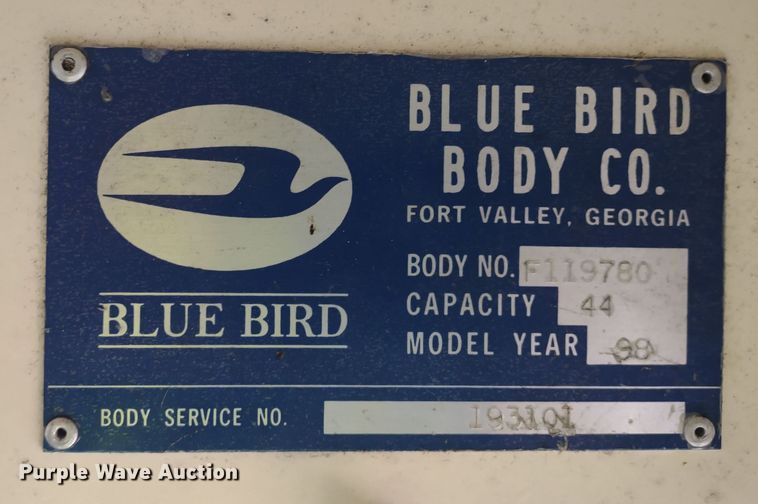 BLUE BIRD
BODY CO.
FORT VALLEY, GEORGIA
BODY NO. F119780
CAPACITY 44
MODEL YEAR 98
BLUE BIRD
BODY SERVICE NO. 193101
Purple Wave Auction